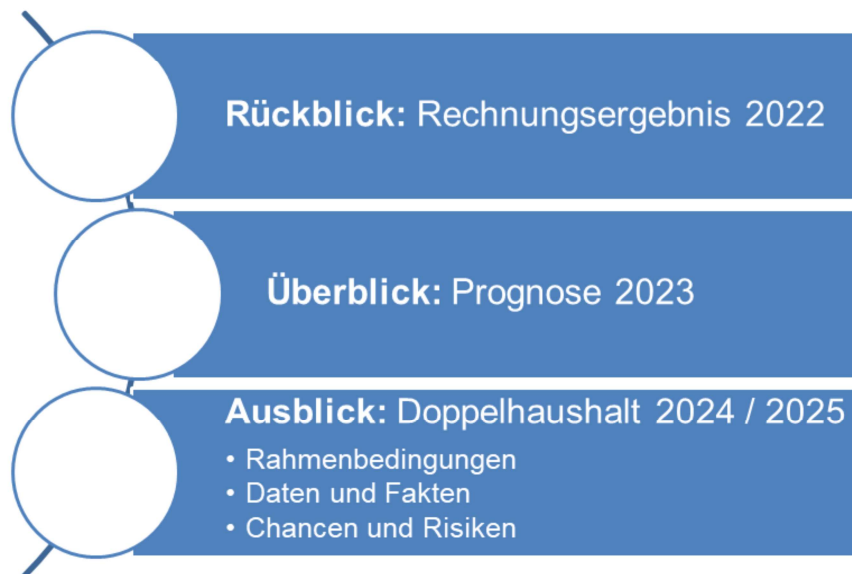 Rückblick: Rechnungsergebnis 2022
Überblick: Prognose 2023
Ausblick: Doppelhaushalt 2024 / 2025
• Rahmenbedingungen
• Daten und Fakten
• Chancen und Risiken